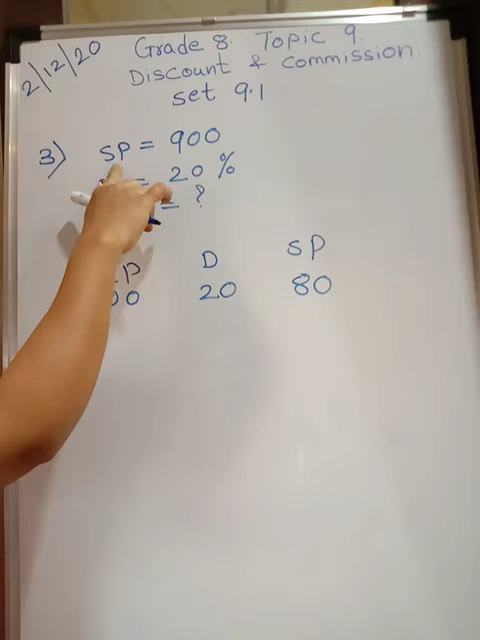 2/12/20
Grade 8. Topic 9.
Discount & Commission
set 9.1
3) SP = 900
= 20 %
= ?
P D SP
00 20 80